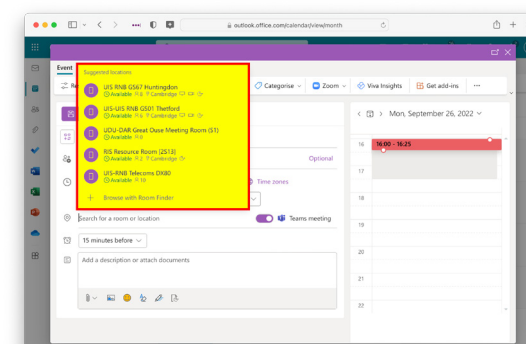 outlook.office.com/calendar/view/month
Event
Suggested locations
UIS RNB GS67 Huntingdon
Available 8 Cambridge
UIS-UIS RNB GS01 Thetford
Available 6 Cambridge
UDU-DAR Great Ouse Meeting Room (S1)
Available 0
RIS Resource Room [2S13]
Available 2 Cambridge
UIS-RNB Telecoms DX80
Available 10
Browse with Room Finder
Categorise
Zoom
Viva Insights
Get add-ins
Mon, September 26, 2022
Optional
Time zones
Search for a room or location
Teams meeting
15 minutes before
Add a description or attach documents
16
16:00 - 16:25
17
18
19
20
21
22